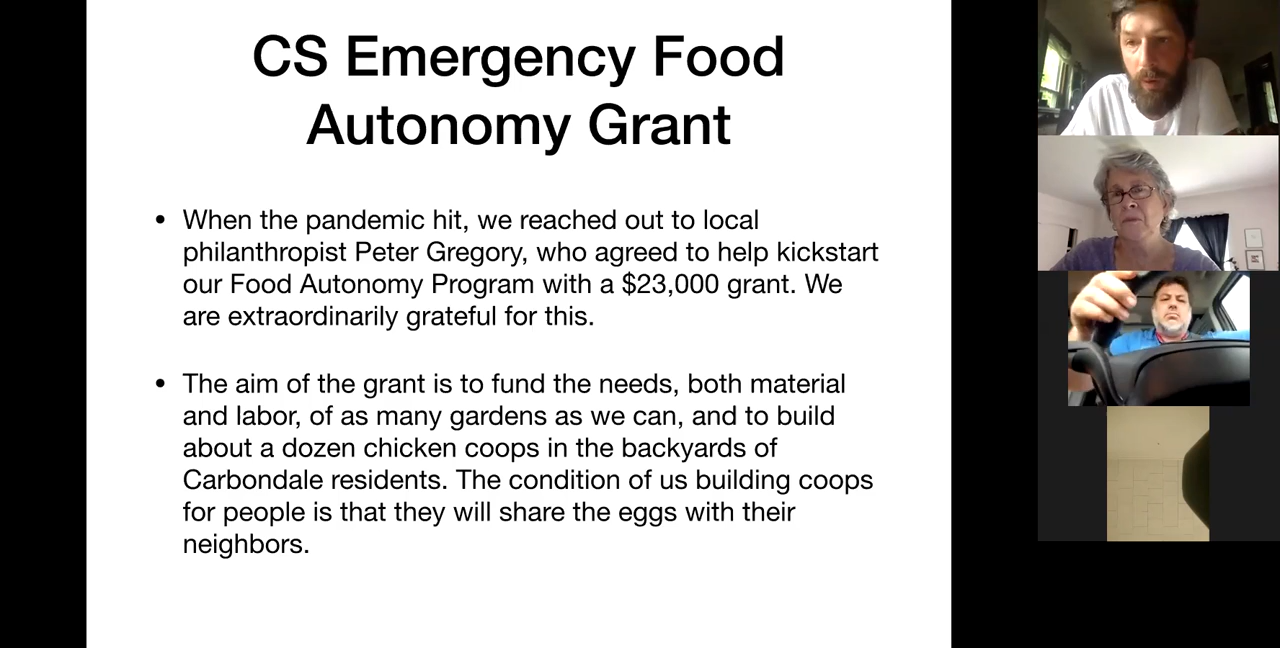 CS Emergency Food
Autonomy Grant
• When the pandemic hit, we reached out to local
philanthropist Peter Gregory, who agreed to help kickstart
our Food Autonomy Program with a $23,000 grant. We
are extraordinarily grateful for this.
• The aim of the grant is to fund the needs, both material
and labor, of as many gardens as we can, and to build
about a dozen chicken coops in the backyards of
Carbondale residents. The condition of us building coops
for people is that they will share the eggs with their
neighbors.